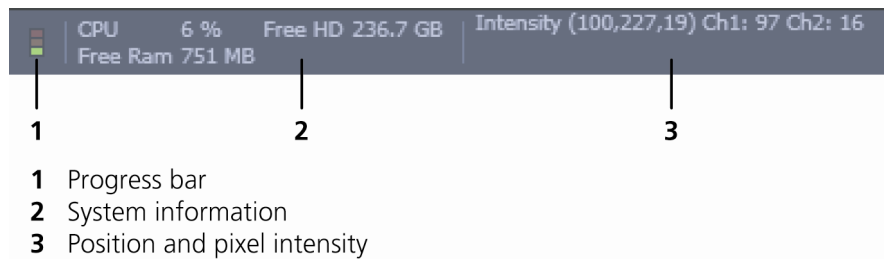 CPU 6 % Free HD 236.7 GB Intensity (100,227,19) Ch1: 97 Ch2: 16
Free Ram 751 MB
1 2 3
1 Progress bar
2 System information
3 Position and pixel intensity